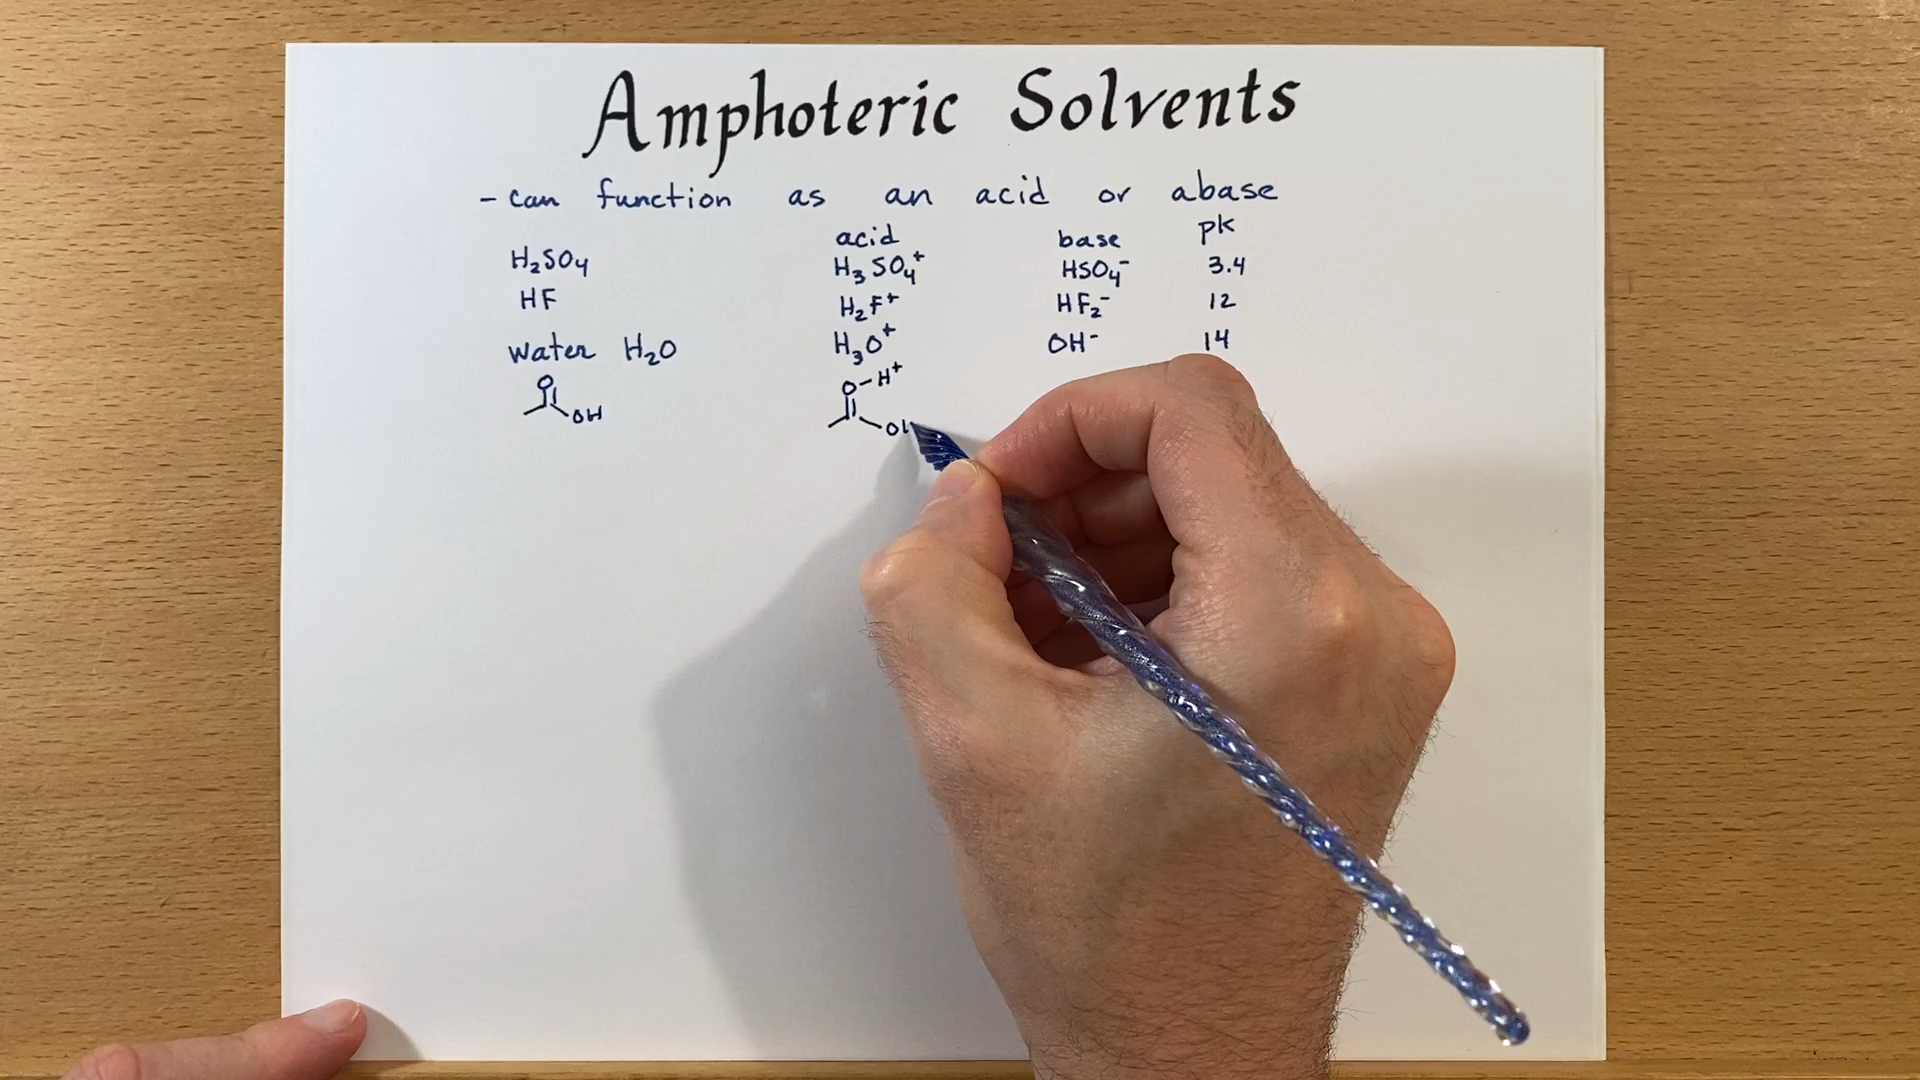 Amphoteric Solvents
- can function as an acid or abase
acid base pk
H₂SO₄ H₃SO₄⁺ HSO₄⁻ 3.4
HF H₂F⁺ HF₂⁻ 12
water H₂O H₃O⁺ OH⁻ 14
O O-H⁺
OH O